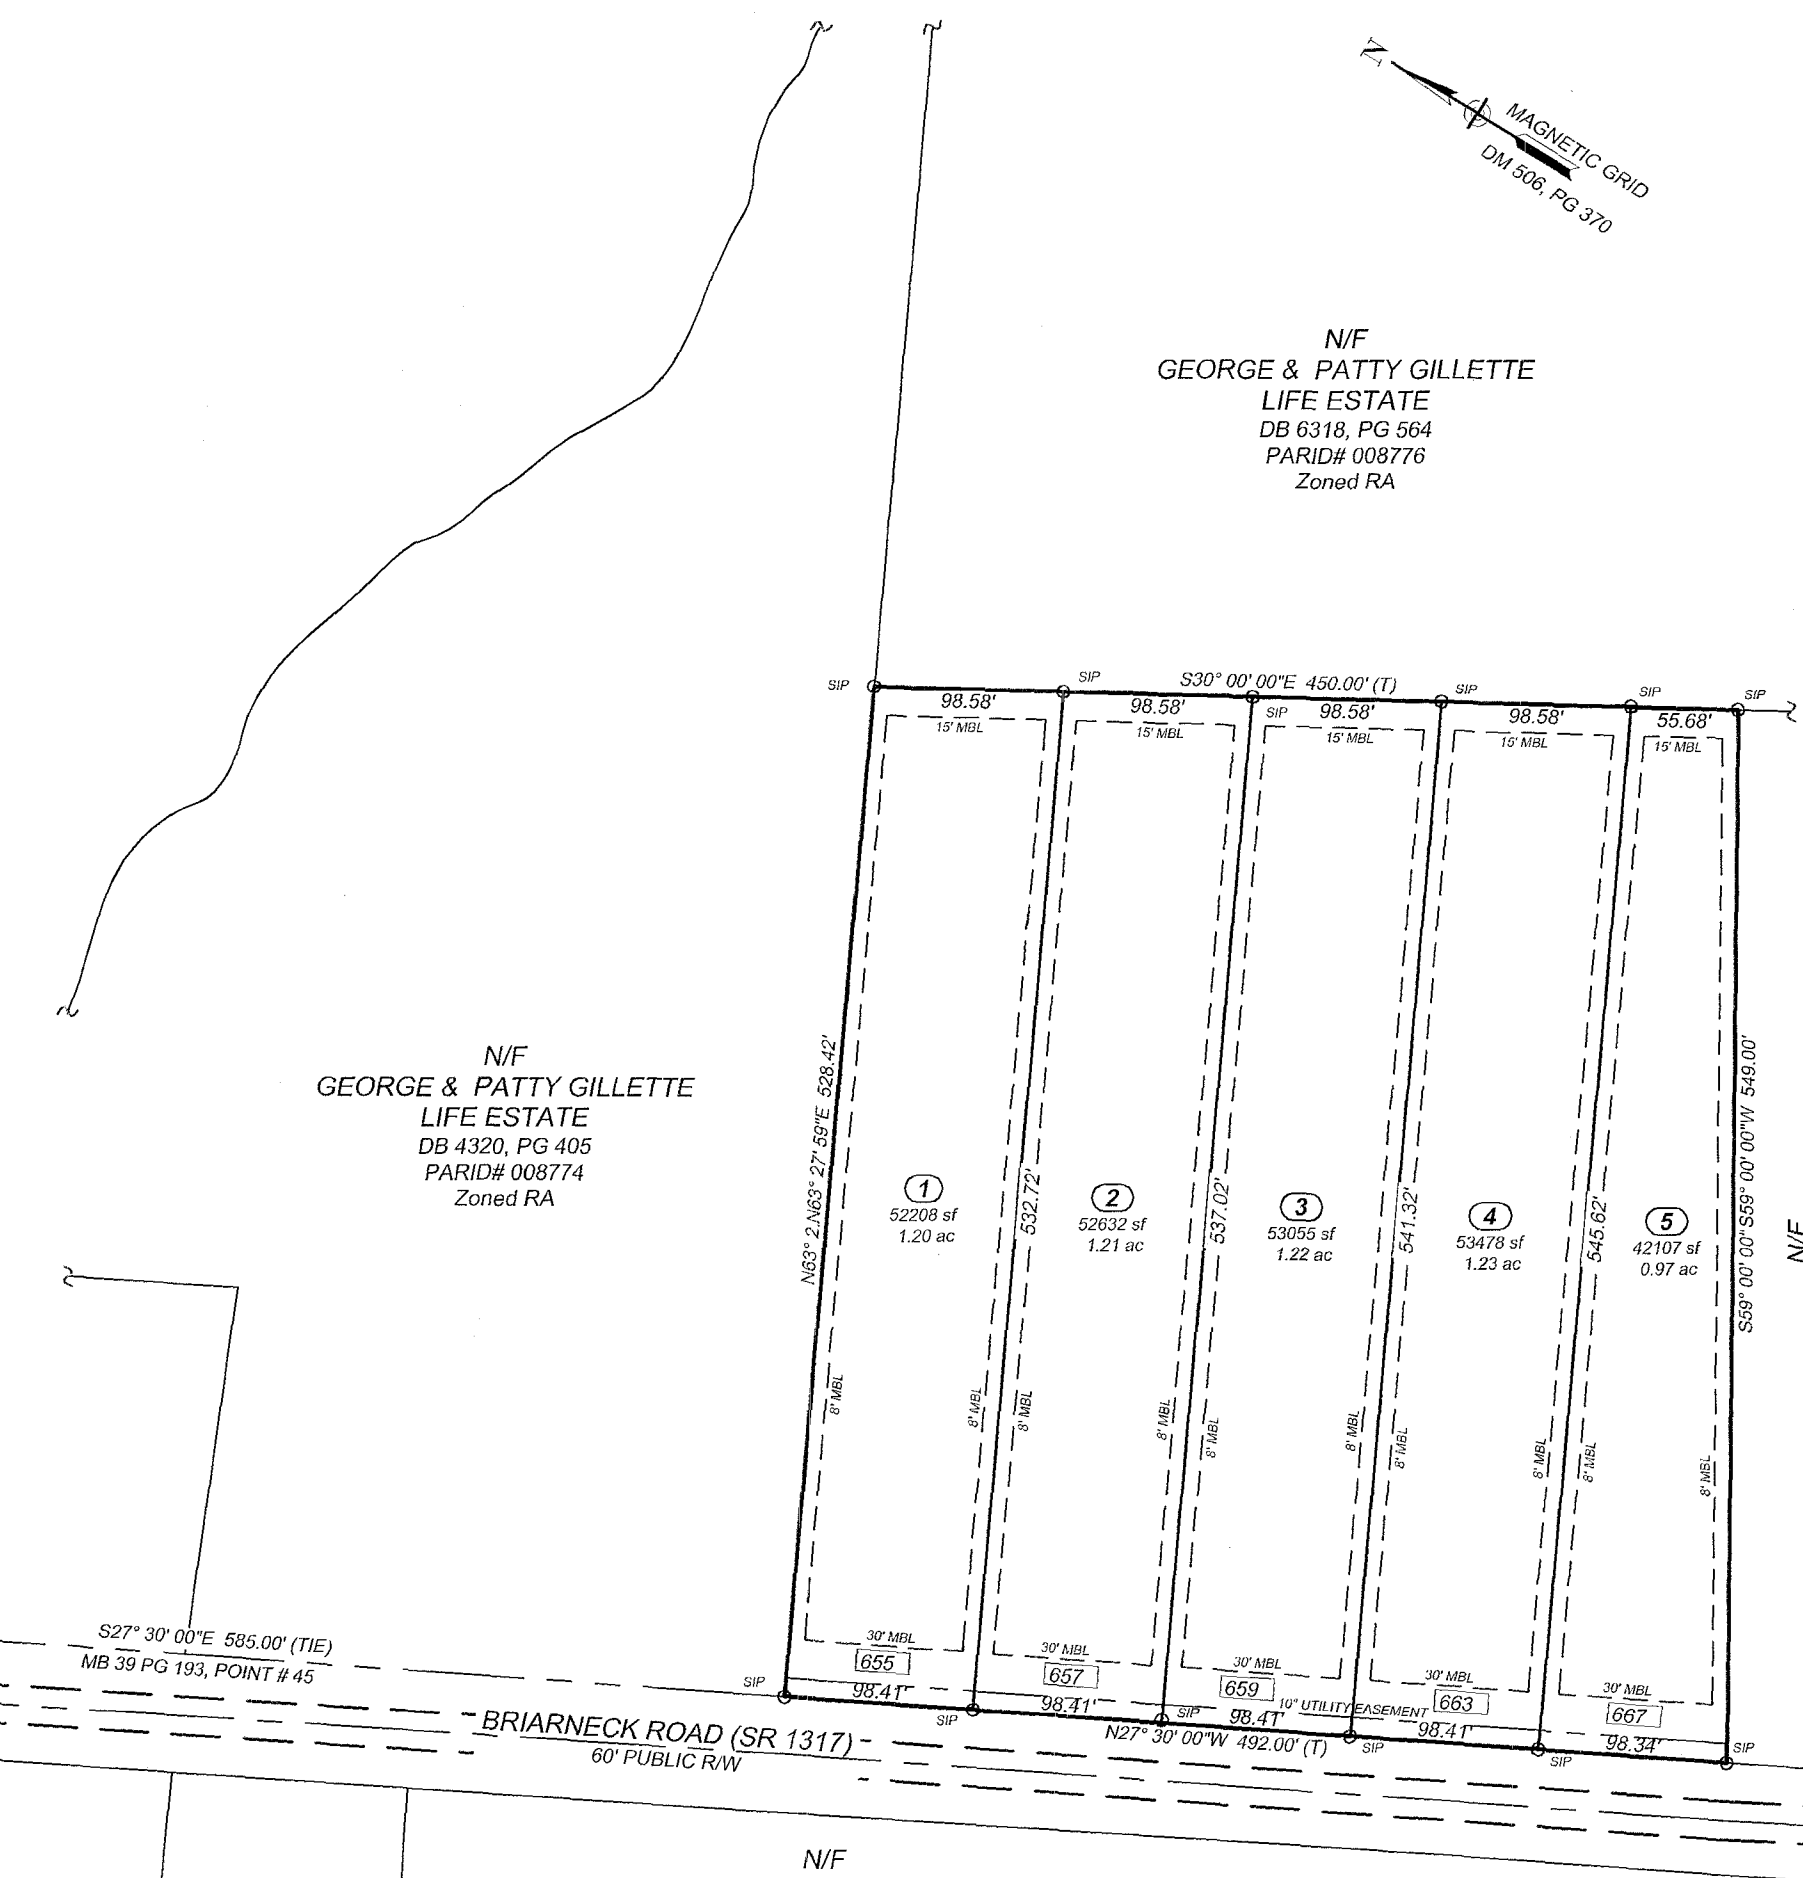 N
MAGNETIC GRID
DM 506, PG 370
N/F
GEORGE & PATTY GILLETTE
LIFE ESTATE
DB 6318, PG 564
PARID# 008776
Zoned RA
SIP
SIP
S30° 00' 00"E 450.00' (T)
SIP
SIP
SIP
98.58'
98.58'
SIP
98.58'
98.58'
55.68'
15' MBL
15' MBL
15' MBL
15' MBL
15' MBL
N/F
GEORGE & PATTY GILLETTE
LIFE ESTATE
DB 4320, PG 405
PARID# 008774
Zoned RA
N63° 2.N63° 27' 59"E 528.42'
1
52208 sf
1.20 ac
532.72'
2
52632 sf
1.21 ac
537.02'
3
53055 sf
1.22 ac
541.32'
4
53478 sf
1.23 ac
545.62'
5
42107 sf
0.97 ac
S59° 00' 00"S59° 00' 00"W 549.00'
N/F
8' MBL
8' MBL
8' MBL
8' MBL
8' MBL
8' MBL
8' MBL
8' MBL
8' MBL
8' MBL
S27° 30' 00"E 585.00' (TIE)
MB 39 PG 193, POINT # 45
30' MBL
655
30' MBL
657
30' MBL
659
30' MBL
663
30' MBL
667
SIP
98.41'
SIP
98.41'
SIP
98.41'
10" UTILITY EASEMENT
98.41'
98.34'
SIP
N27° 30' 00"W 492.00' (T)
SIP
SIP
BRIARNECK ROAD (SR 1317)
60' PUBLIC R/W
N/F